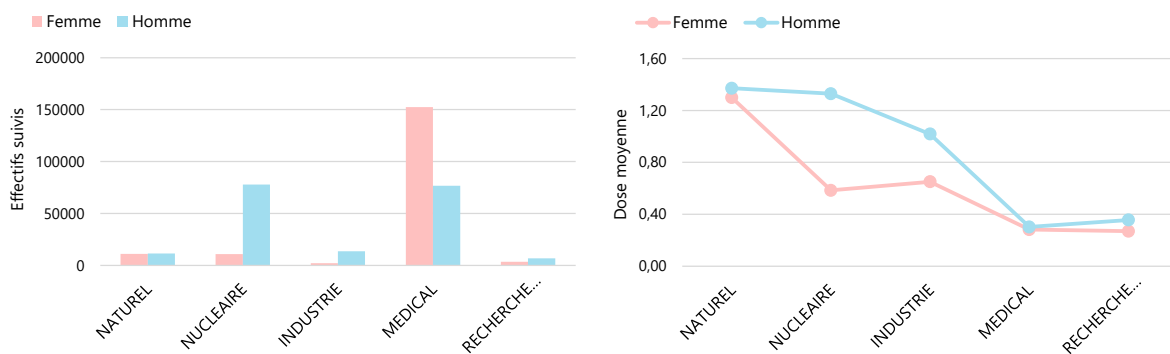 Femme Homme
Effectifs suivis
200000
150000
100000
50000
0
NATUREL
NUCLEAIRE
INDUSTRIE
MEDICAL
RECHERCHE...
Femme Homme
Dose moyenne
1,60
1,20
0,80
0,40
0,00
NATUREL
NUCLEAIRE
INDUSTRIE
MEDICAL
RECHERCHE...